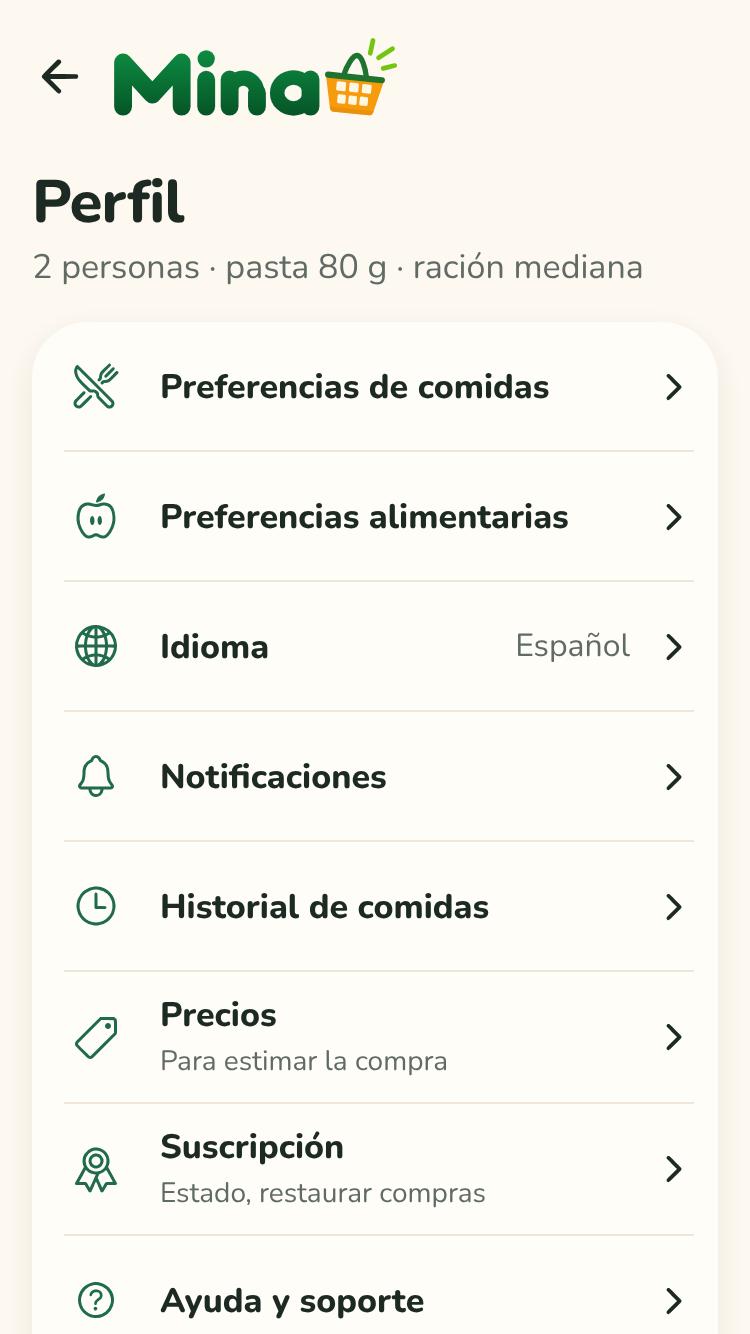 Mina
Perfil
2 personas · pasta 80 g · ración mediana
Preferencias de comidas
Preferencias alimentarias
Idioma Español
Notificaciones
Historial de comidas
Precios
Para estimar la compra
Suscripción
Estado, restaurar compras
Ayuda y soporte